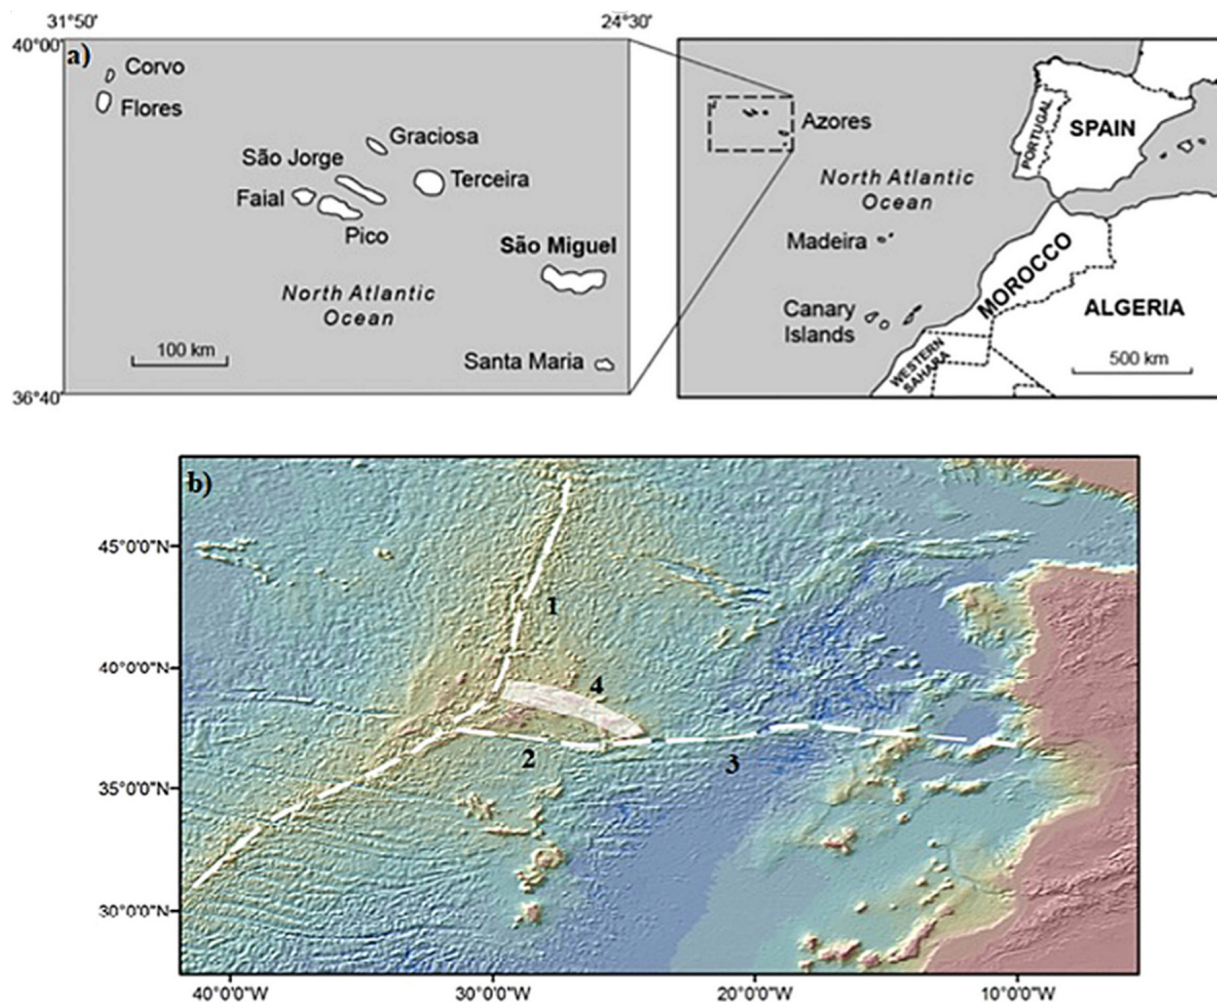 31°50' 24°30'
40°00'
a)
Corvo
Flores
Graciosa
São Jorge
Terceira
Faial
Pico
São Miguel
North Atlantic
Ocean
100 km
Santa Maria
36°40'
Azores
PORTUGAL
SPAIN
North Atlantic
Ocean
Madeira
MOROCCO
Canary
Islands
ALGERIA
WESTERN
SAHARA
500 km
b)
45°0'0"N
1
40°0'0"N
4
2
3
35°0'0"N
30°0'0"N
40°0'0"W 30°0'0"W 20°0'0"W 10°0'0"W